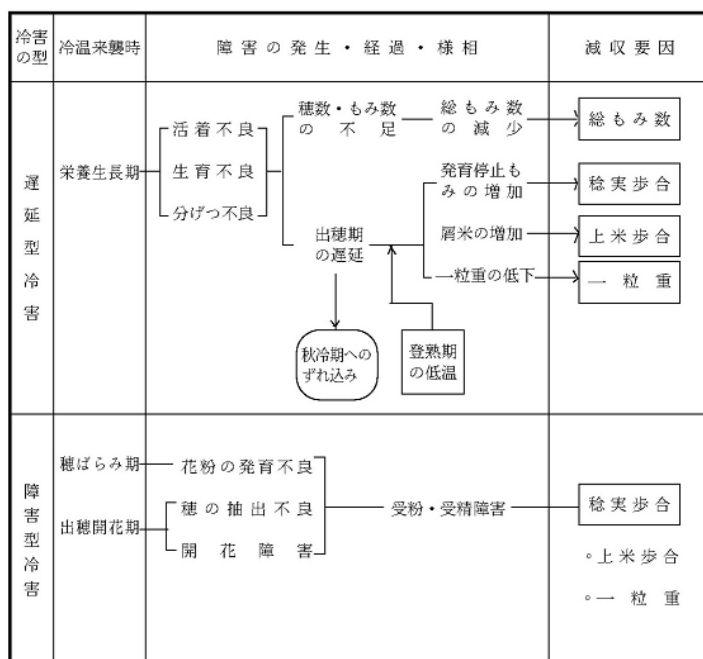 冷害の型
冷温来襲時
障害の発生・経過・様相
減収要因
遅延型冷害
栄養生長期
活着不良
生育不良
分げつ不良
穂数・もみ数
の不足
総もみ数
の減少
総もみ数
出穂期
の遅延
発育停止も
みの増加
稔実歩合
屑米の増加
上米歩合
一粒重の低下
一粒重
秋冷期への
ずれ込み
登熟期
の低温
障害型冷害
穂ばらみ期
花粉の発育不良
出穂開花期
穂の抽出不良
開花障害
受粉・受精障害
稔実歩合
°上米歩合
°一粒重